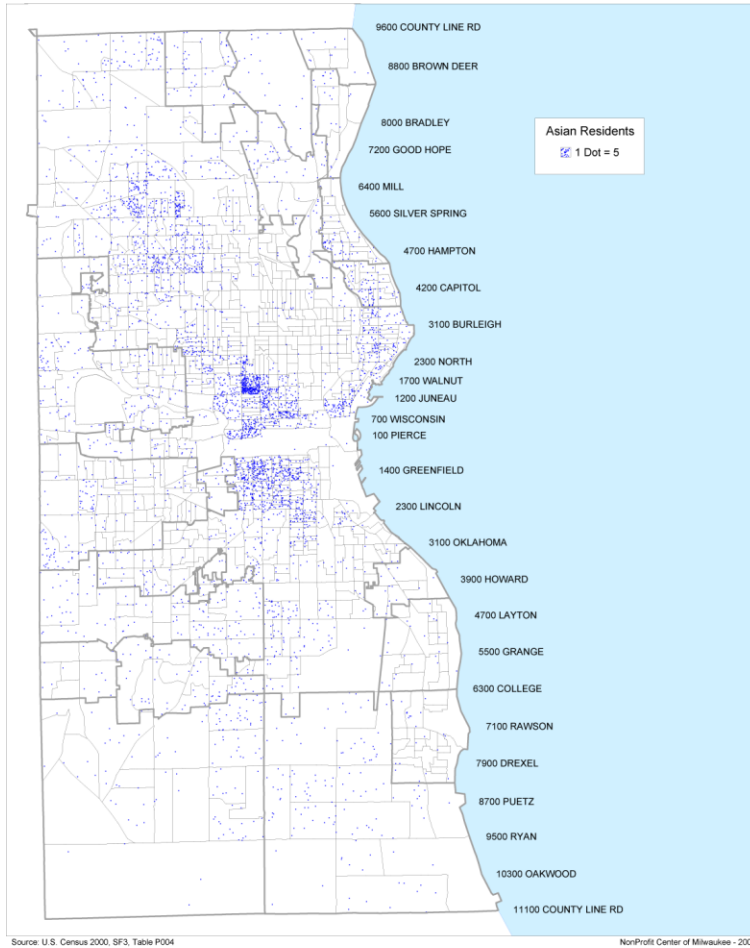 9600 COUNTY LINE RD
8800 BROWN DEER
8000 BRADLEY
Asian Residents
1 Dot = 5
7200 GOOD HOPE
6400 MILL
5600 SILVER SPRING
4700 HAMPTON
4200 CAPITOL
3100 BURLEIGH
2300 NORTH
1700 WALNUT
1200 JUNEAU
700 WISCONSIN
100 PIERCE
1400 GREENFIELD
2300 LINCOLN
3100 OKLAHOMA
3900 HOWARD
4700 LAYTON
5500 GRANGE
6300 COLLEGE
7100 RAWSON
7900 DREXEL
8700 PUETZ
9500 RYAN
10300 OAKWOOD
11100 COUNTY LINE RD
Source: U.S. Census 2000, SF3, Table P004
NonProfit Center of Milwaukee -